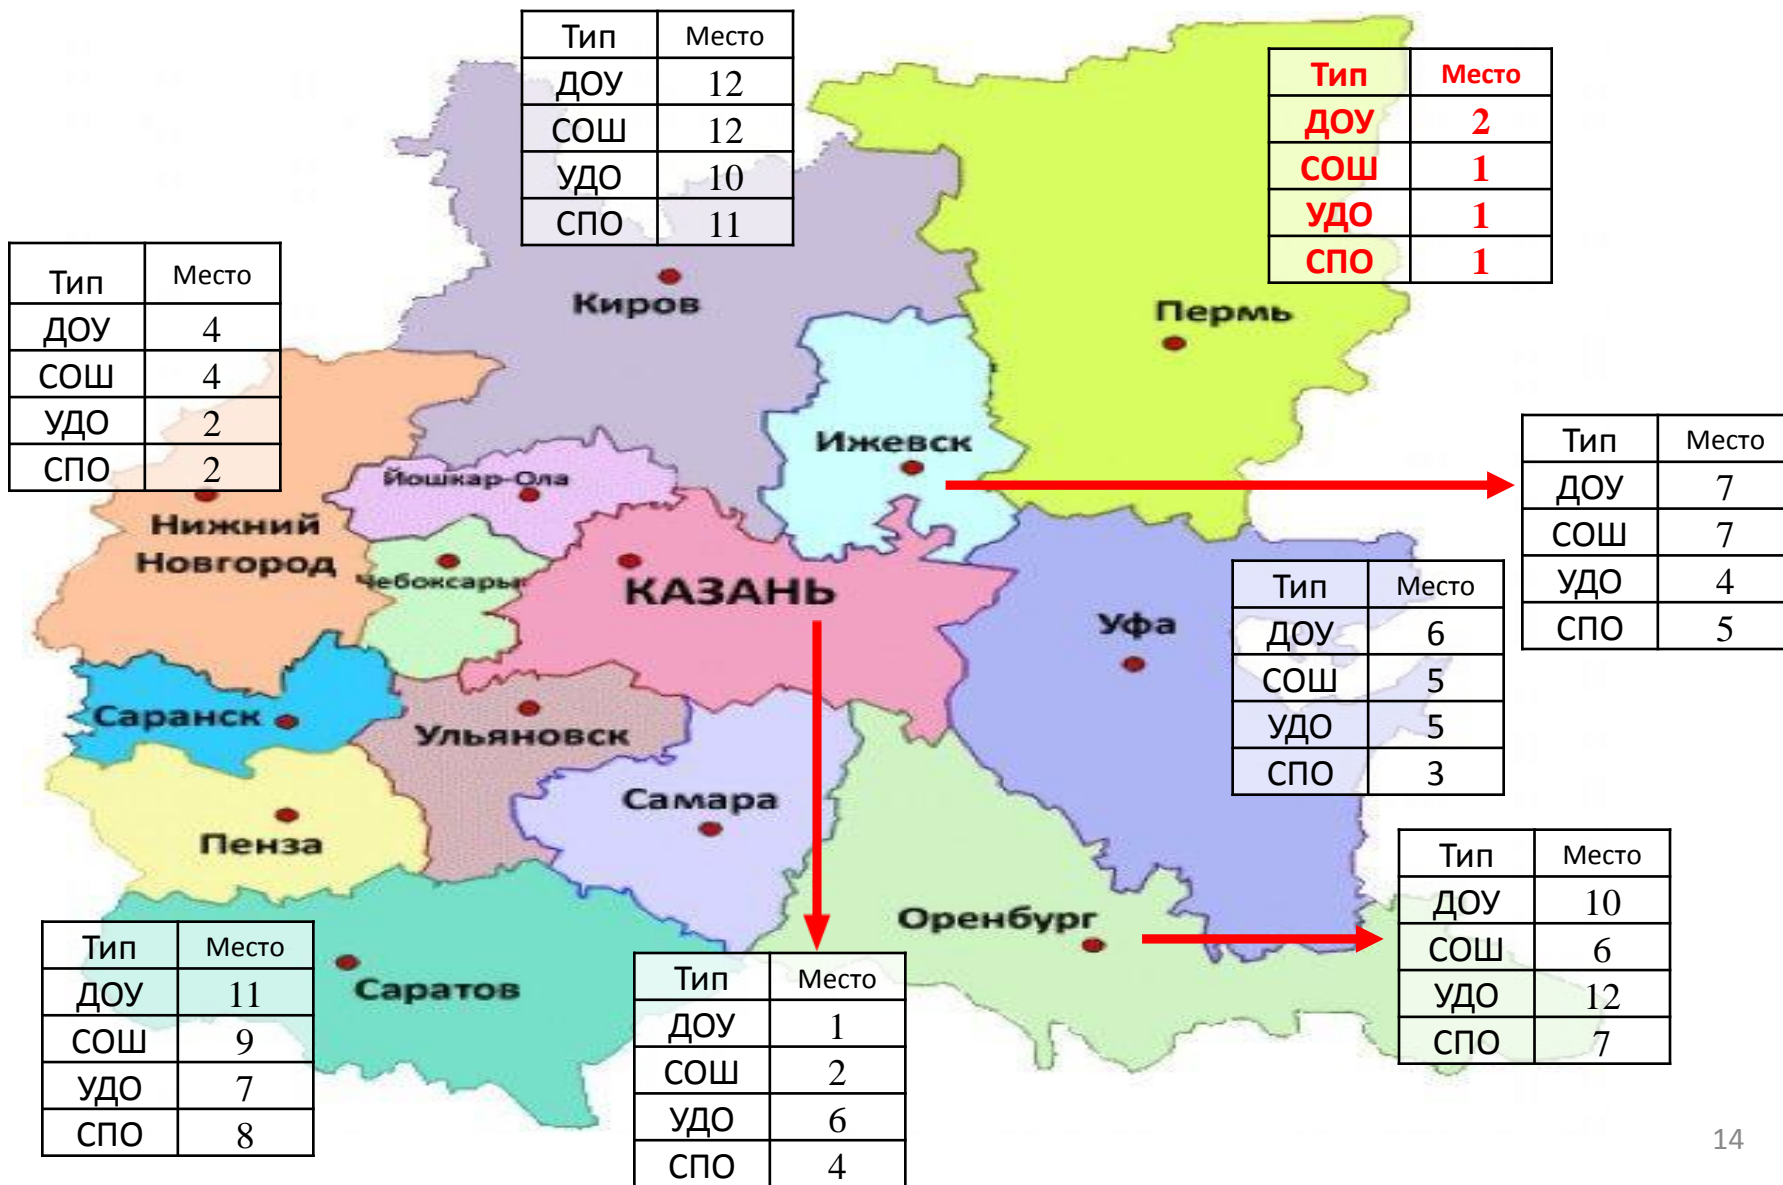 Тип Место
ДОУ 12
СОШ 12
УДО 10
СПО 11
Тип Место
ДОУ 2
СОШ 1
УДО 1
СПО 1
Тип Место
ДОУ 4
СОШ 4
УДО 2
СПО 2
Киров
Пермь
Ижевск
Йошкар-Ола
Нижний
Новгород
Чебоксары
КАЗАНЬ
Тип Место
ДОУ 7
СОШ 7
УДО 4
СПО 5
Уфа
Тип Место
ДОУ 6
СОШ 5
УДО 5
СПО 3
Саранск
Ульяновск
Самара
Пенза
Оренбург
Тип Место
ДОУ 10
СОШ 6
УДО 12
СПО 7
Саратов
Тип Место
ДОУ 11
СОШ 9
УДО 7
СПО 8
Тип Место
ДОУ 1
СОШ 2
УДО 6
СПО 4
14